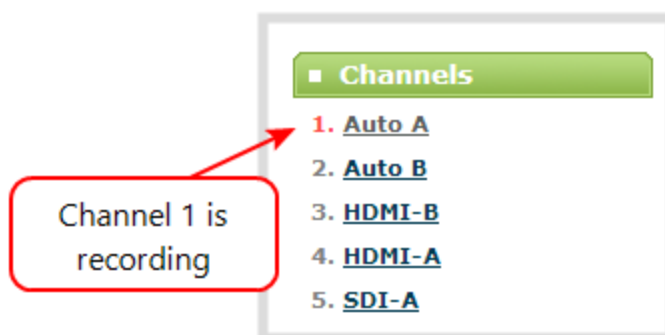 Channels
1. Auto A
2. Auto B
3. HDMI-B
4. HDMI-A
5. SDI-A
Channel 1 is
recording